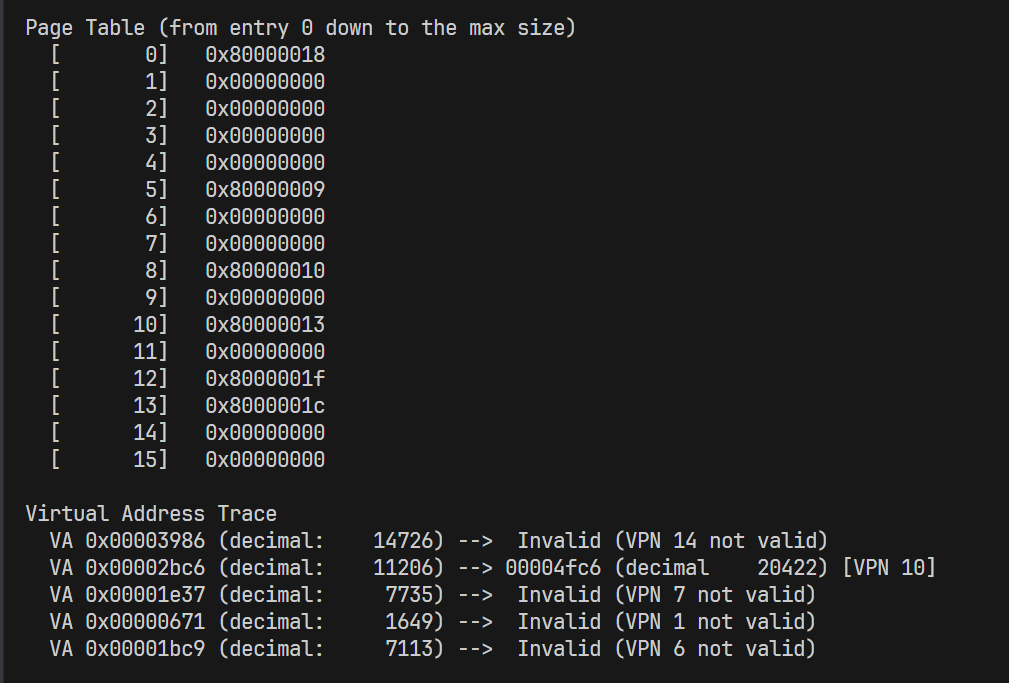 Page Table (from entry 0 down to the max size)
  [       0]   0x80000018
  [       1]   0x00000000
  [       2]   0x00000000
  [       3]   0x00000000
  [       4]   0x00000000
  [       5]   0x80000009
  [       6]   0x00000000
  [       7]   0x00000000
  [       8]   0x80000010
  [       9]   0x00000000
  [      10]   0x80000013
  [      11]   0x00000000
  [      12]   0x8000001f
  [      13]   0x8000001c
  [      14]   0x00000000
  [      15]   0x00000000

Virtual Address Trace
  VA 0x00003986 (decimal:    14726) -->  Invalid (VPN 14 not valid)
  VA 0x00002bc6 (decimal:    11206) --> 00004fc6 (decimal    20422) [VPN 10]
  VA 0x00001e37 (decimal:     7735) -->  Invalid (VPN 7 not valid)
  VA 0x00000671 (decimal:     1649) -->  Invalid (VPN 1 not valid)
  VA 0x00001bc9 (decimal:     7113) -->  Invalid (VPN 6 not valid)